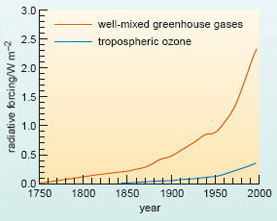 3.0
well-mixed greenhouse gases
tropospheric ozone
2.5
2.0
1.5
1.0
0.5
0.0
radiative forcing/W m−2
1750 1800 1850 1900 1950 2000
year